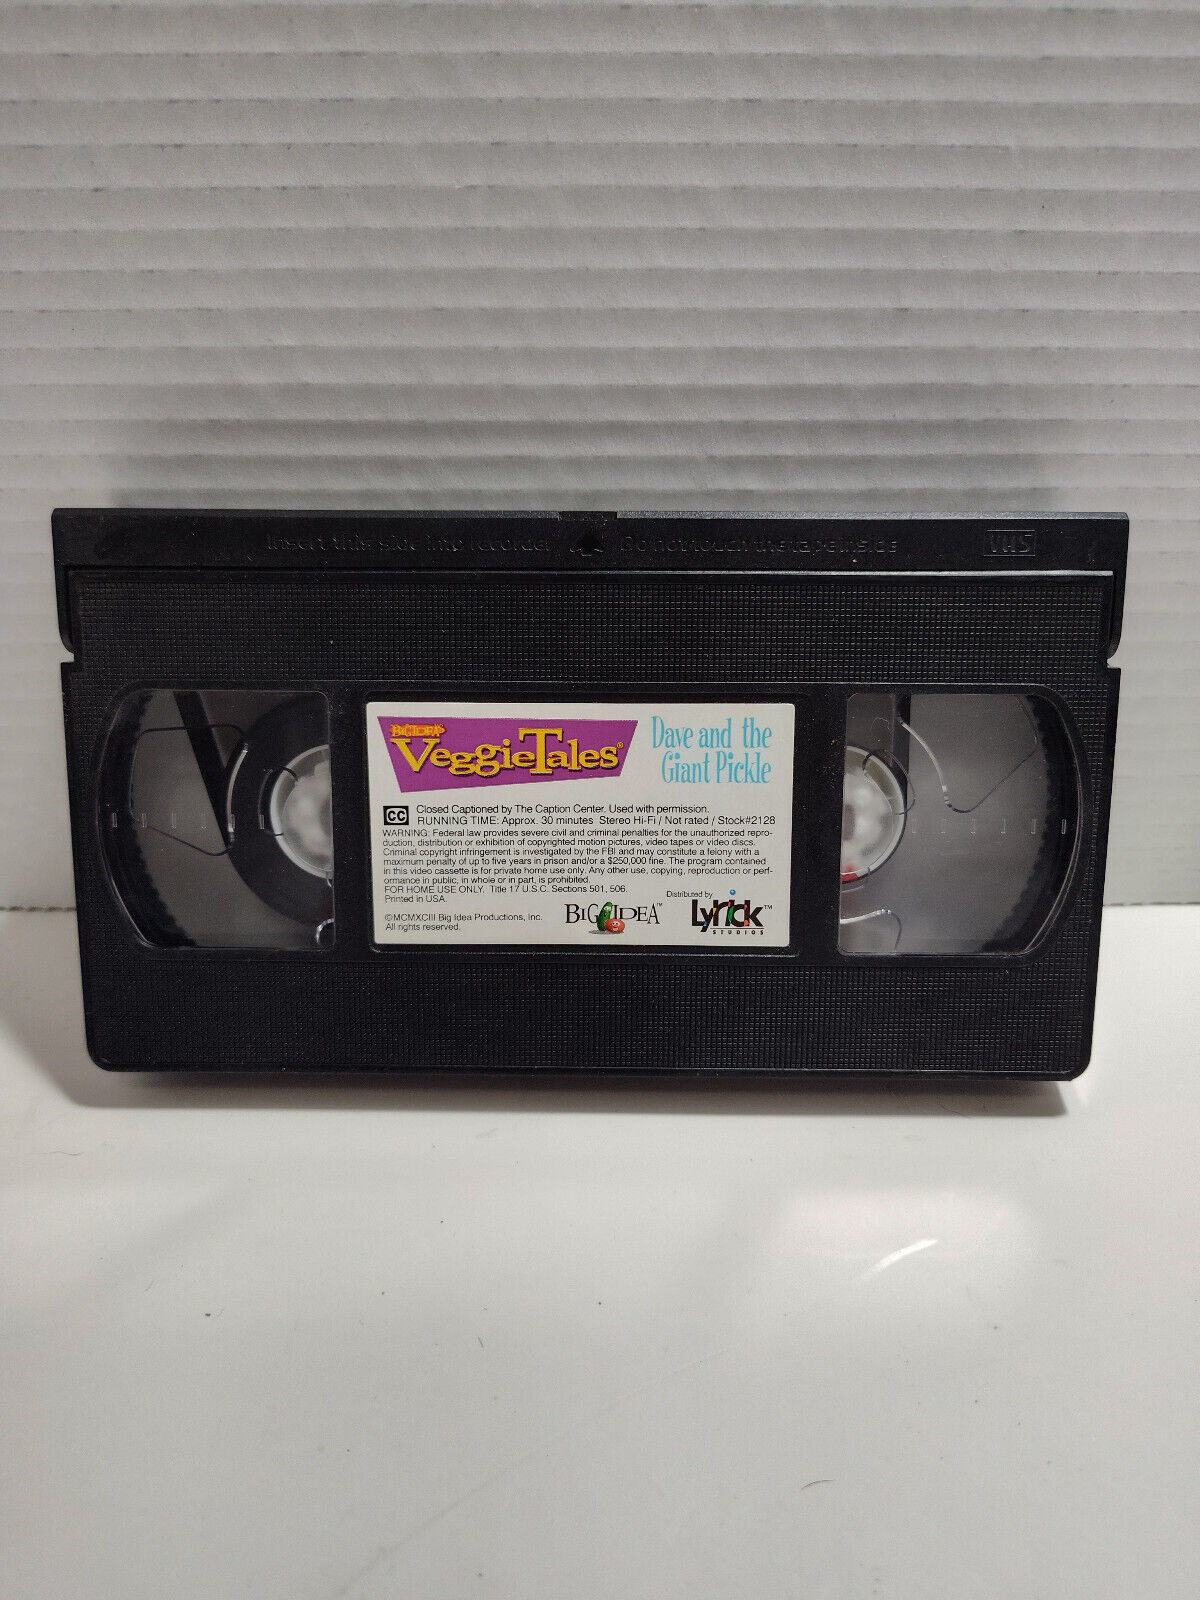 Insert this side into recorder Do not touch the tape inside VHS
BIG IDEA'S
VeggieTales®
Dave and the
Giant Pickle
CC Closed Captioned by The Caption Center. Used with permission.
RUNNING TIME: Approx. 30 minutes Stereo Hi-Fi / Not rated / Stock#2128
WARNING: Federal law provides severe civil and criminal penalties for the unauthorized repro-
duction, distribution or exhibition of copyrighted motion pictures, video tapes or video discs.
Criminal copyright infringement is investigated by the FBI and may constitute a felony with a
maximum penalty of up to five years in prison and/or a $250,000 fine. The program contained
in this video cassette is for private home use only. Any other use, copying, reproduction or perf-
ormance in public, in whole or in part, is prohibited.
FOR HOME USE ONLY. Title 17 U.S.C. Sections 501, 506.
Printed in USA.
©MCMXCIII Big Idea Productions, Inc.
All rights reserved.
BIG IDEA™
Distributed by
Lyrick™
STUDIOS